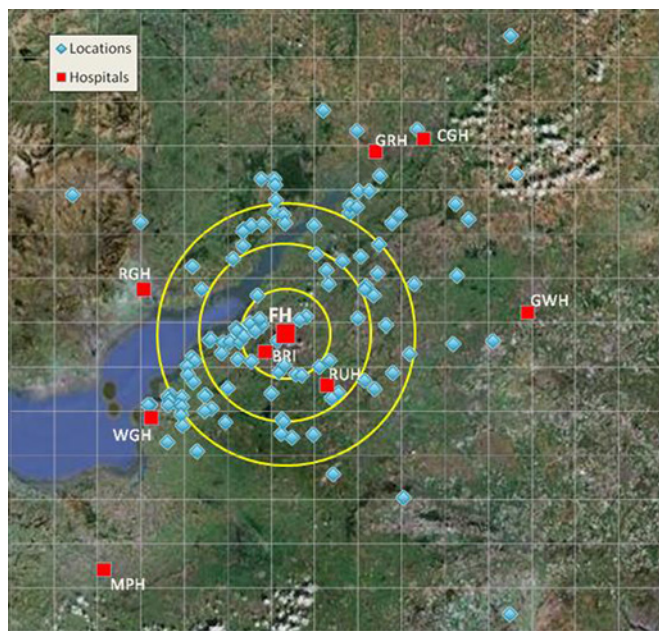 Locations
Hospitals
CGH
GRH
RGH
GWH
FH
BRI
RUH
WGH
MPH